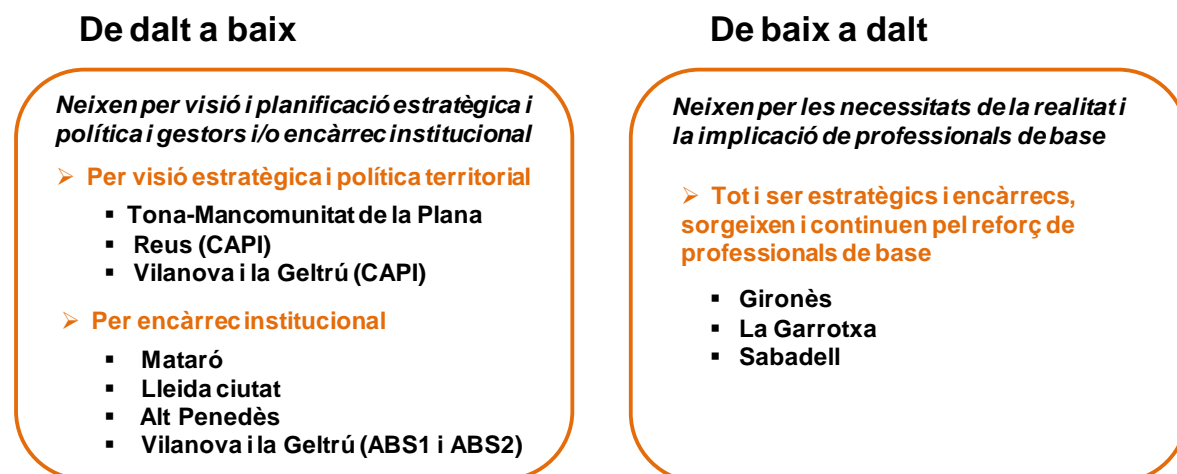 De dalt a baix
Neixen per visió i planificació estratègica i
política i gestors i/o encàrrec institucional
➢ Per visió estratègica i política territorial
▪ Tona-Mancomunitat de la Plana
▪ Reus (CAPI)
▪ Vilanova i la Geltrú (CAPI)
➢ Per encàrrec institucional
▪ Mataró
▪ Lleida ciutat
▪ Alt Penedès
▪ Vilanova i la Geltrú (ABS1 i ABS2)
De baix a dalt
Neixen per les necessitats de la realitat i
la implicació de professionals de base
➢ Tot i ser estratègics i encàrrecs,
sorgeixen i continuen pel reforç de
professionals de base
▪ Gironès
▪ La Garrotxa
▪ Sabadell